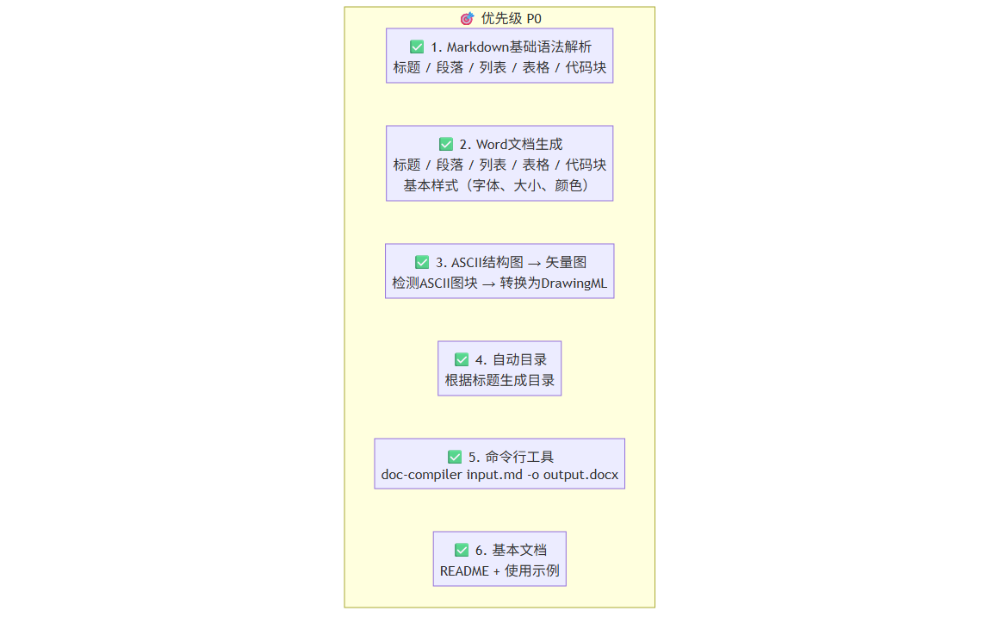 🎯 优先级 P0
✅ 1. Markdown基础语法解析
标题 / 段落 / 列表 / 表格 / 代码块
✅ 2. Word文档生成
标题 / 段落 / 列表 / 表格 / 代码块
基本样式（字体、大小、颜色）
✅ 3. ASCII结构图 → 矢量图
检测ASCII图块 → 转换为DrawingML
✅ 4. 自动目录
根据标题生成目录
✅ 5. 命令行工具
doc-compiler input.md -o output.docx
✅ 6. 基本文档
README + 使用示例